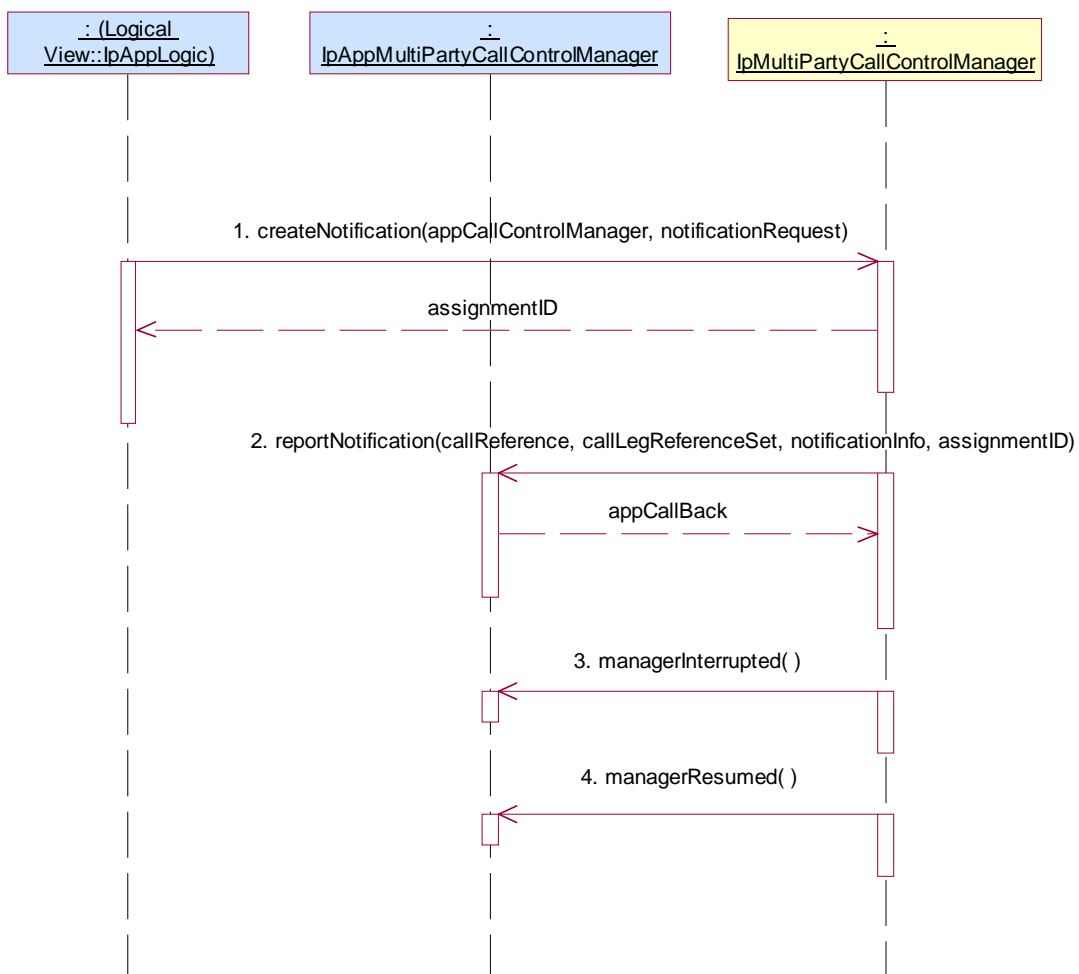 : (Logical
View::IpAppLogic)
:
IpAppMultiPartyCallControlManager
:
IpMultiPartyCallControlManager
1. createNotification(appCallControlManager, notificationRequest)
assignmentID
2. reportNotification(callReference, callLegReferenceSet, notificationInfo, assignmentID)
appCallBack
3. managerInterrupted( )
4. managerResumed( )